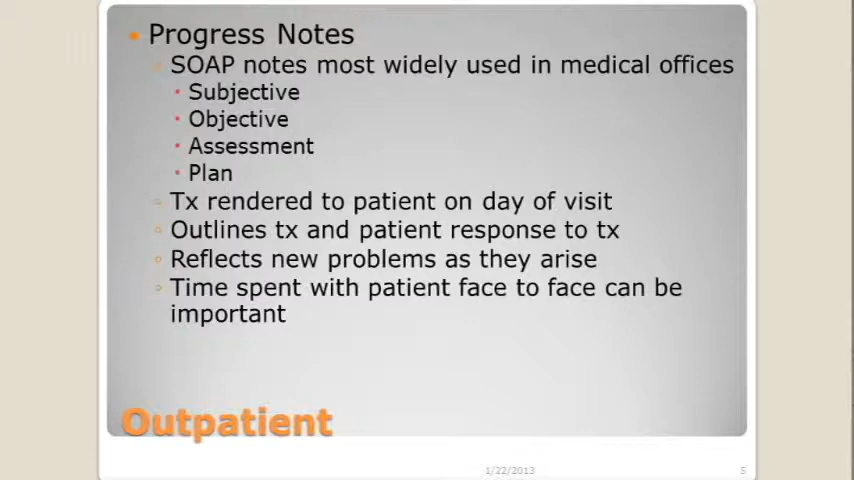 Progress Notes
SOAP notes most widely used in medical offices
Subjective
Objective
Assessment
Plan
Tx rendered to patient on day of visit
Outlines tx and patient response to tx
Reflects new problems as they arise
Time spent with patient face to face can be
important
Outpatient
1/22/2013
5